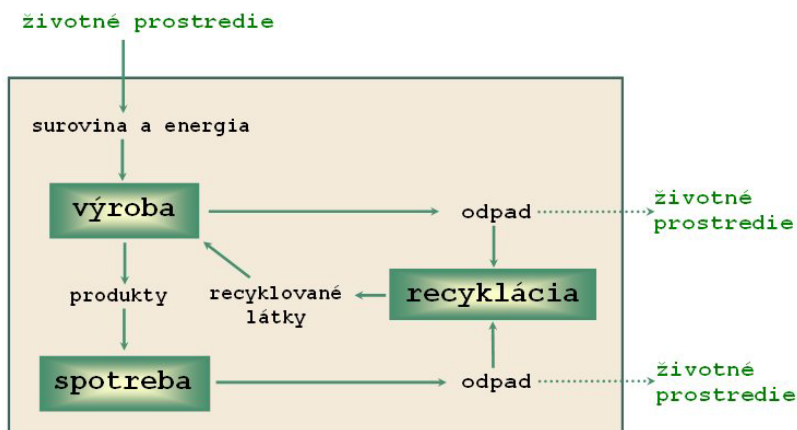 životné prostredie
surovina a energia
výroba
odpad
životné
prostredie
produkty
recyklované
látky
recyklácia
spotreba
odpad
životné
prostredie